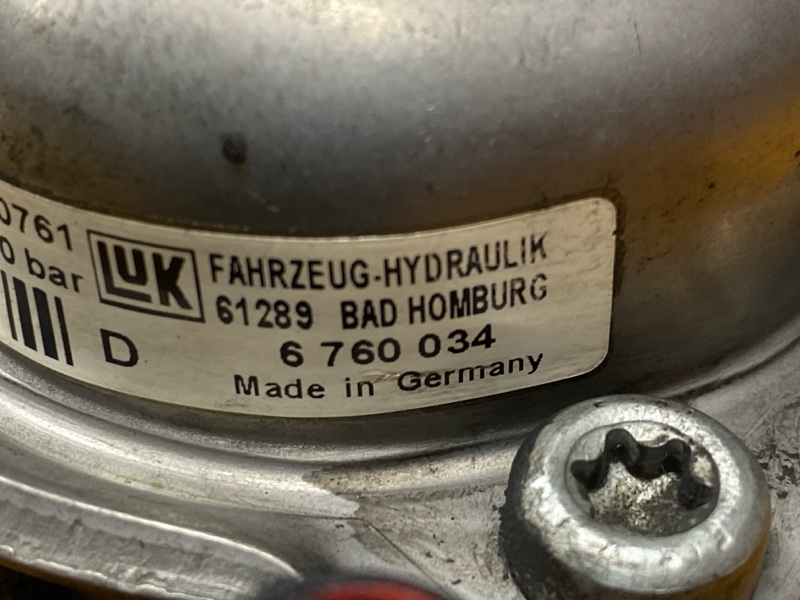 0761
0 bar
LUK
D
FAHRZEUG-HYDRAULIK
61289 BAD HOMBURG
6 760 034
Made in Germany